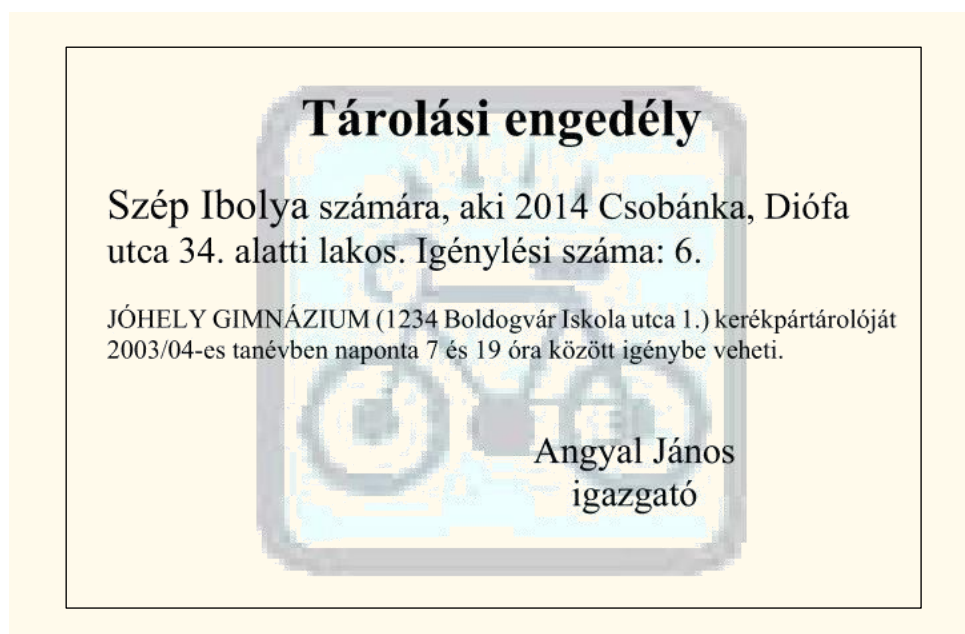 Tárolási engedély
Szép Ibolya számára, aki 2014 Csobánka, Diófa
utca 34. alatti lakos. Igénylési száma: 6.
JÓHELY GIMNÁZIUM (1234 Boldogvár Iskola utca 1.) kerékpártárolóját
2003/04-es tanévben naponta 7 és 19 óra között igénybe veheti.
Angyal János
igazgató